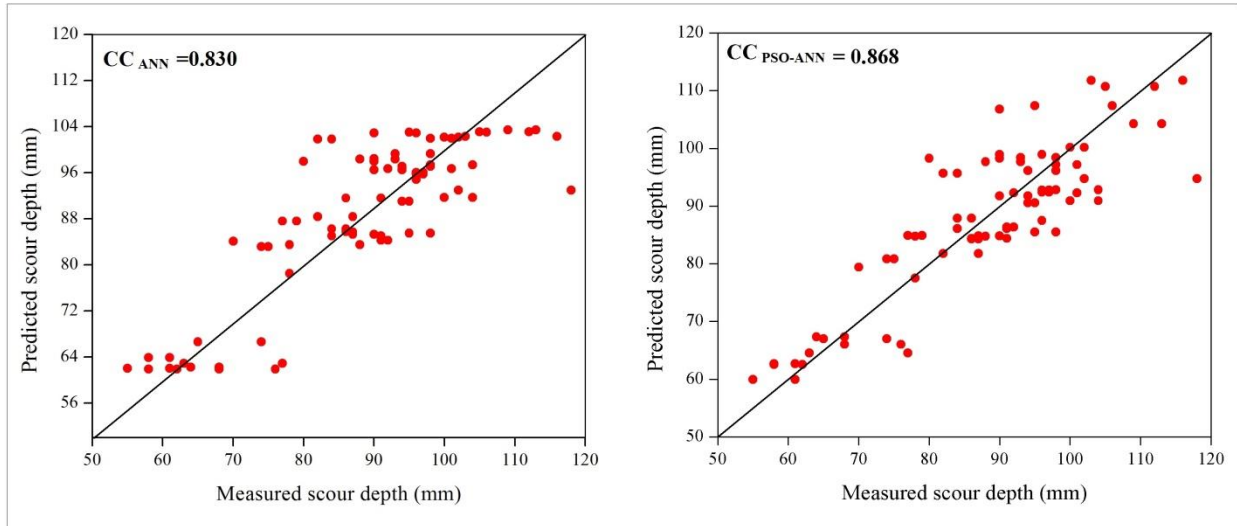 CC ANN =0.830
120
112
104
96
88
80
72
64
56
50 60 70 80 90 100 110 120
Predicted scour depth (mm)
Measured scour depth (mm)
CC PSO-ANN = 0.868
120
110
100
90
80
70
60
50
50 60 70 80 90 100 110 120
Predicted scour depth (mm)
Measured scour depth (mm)